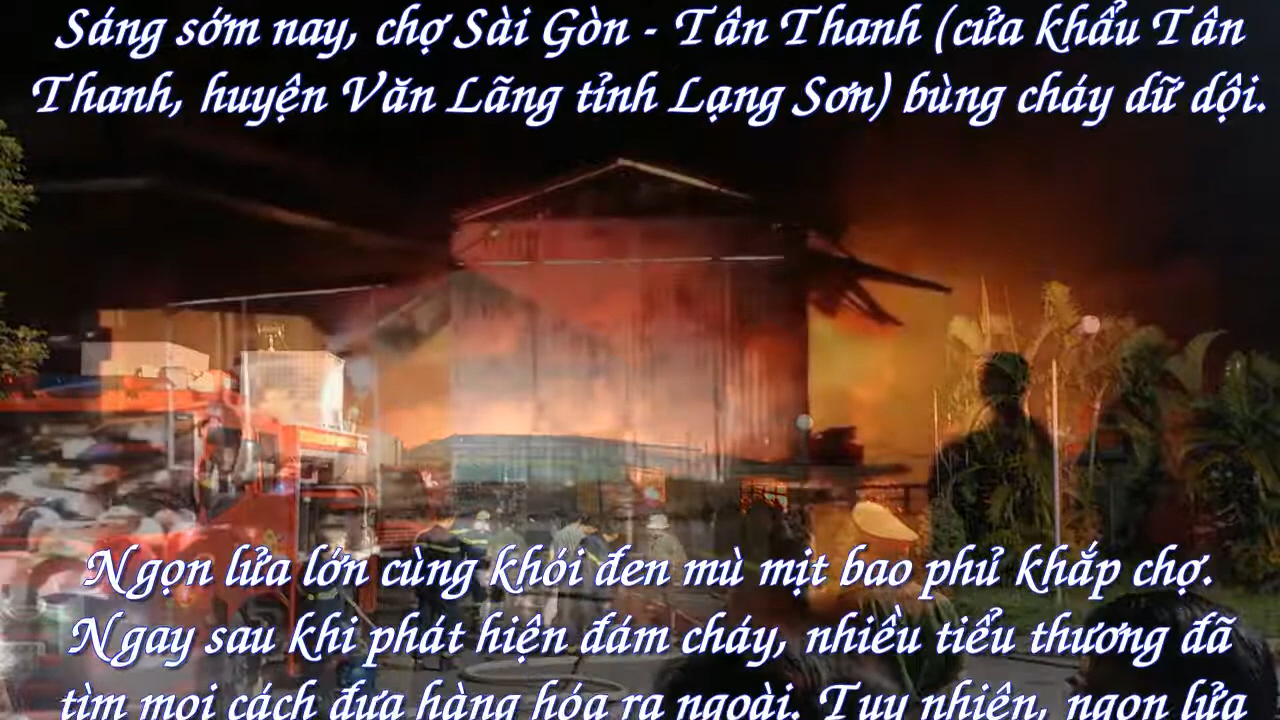 Sáng sớm nay, chợ Sài Gòn - Tân Thanh (cửa khẩu Tân
Thanh, huyện Văn Lãng tỉnh Lạng Sơn) bùng cháy dữ dội.
Ngọn lửa lớn cùng khói đen mù mịt bao phủ khắp chợ.
Ngay sau khi phát hiện đám cháy, nhiều tiểu thương đã
tìm mọi cách đưa hàng hóa ra ngoài. Tuy nhiên, ngọn lửa